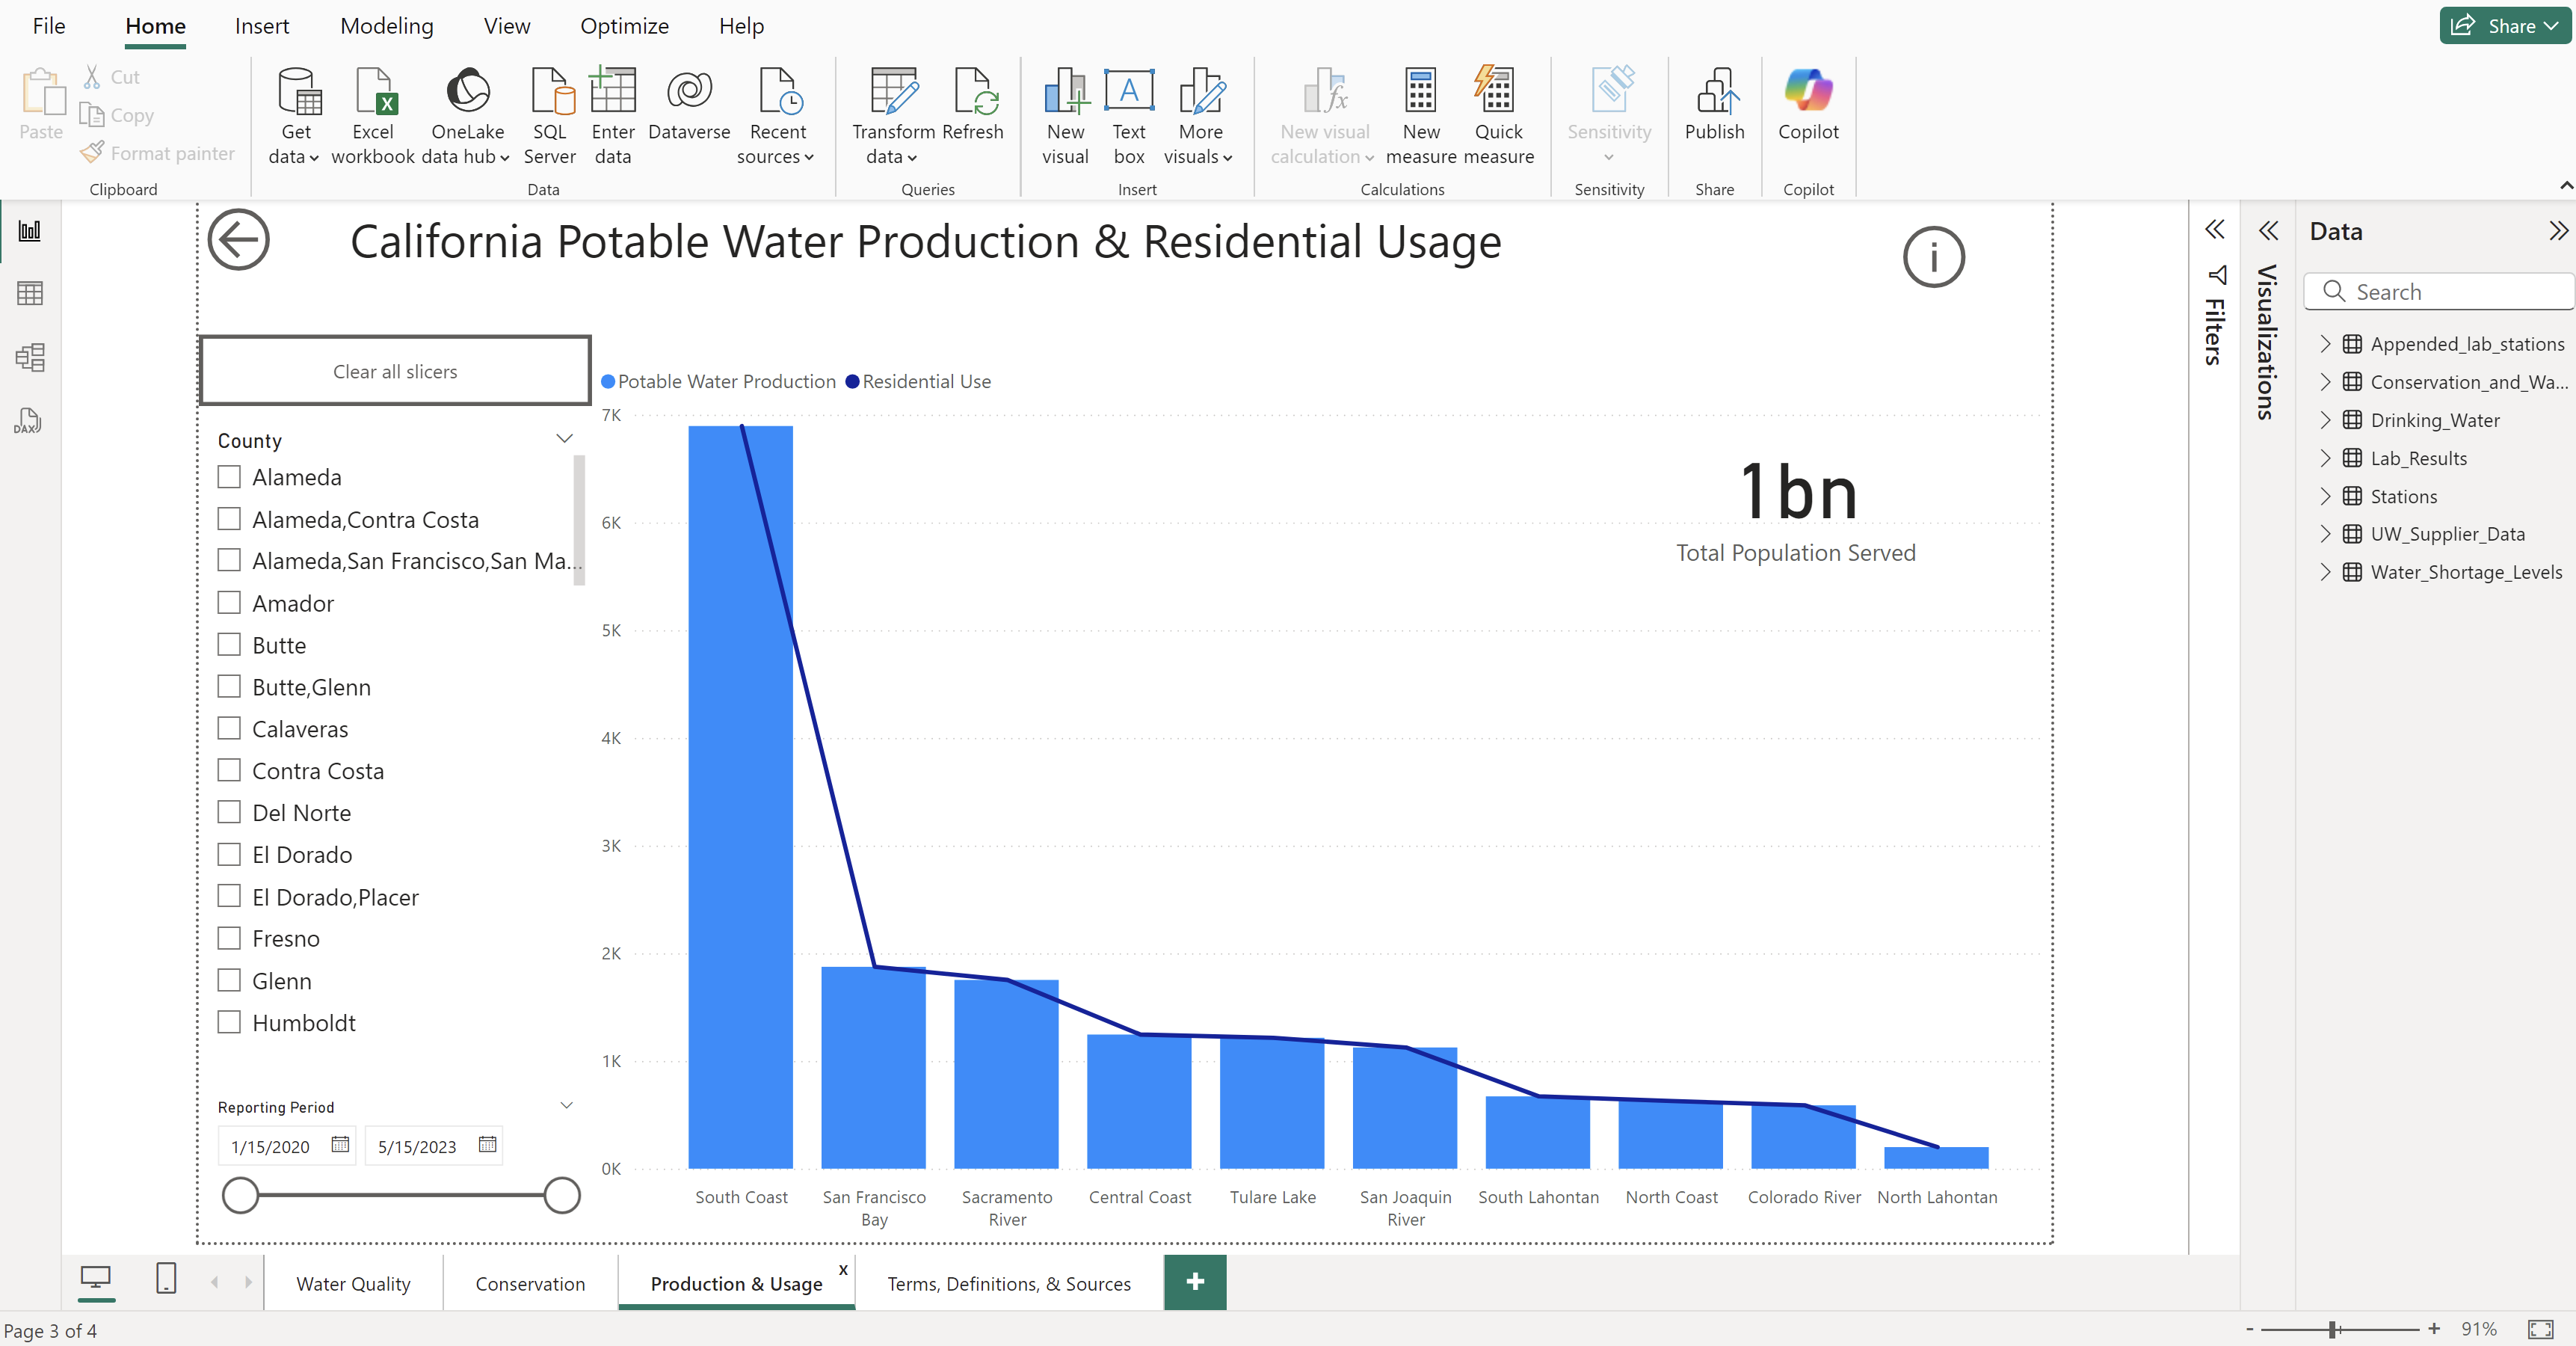 File Home Insert Modeling View Optimize Help
Share
Paste
Cut
Copy
Format painter
Clipboard
Get data
Excel workbook
OneLake data hub
SQL Server
Enter data
Dataverse
Recent sources
Data
Transform data
Refresh
Queries
New visual
Text box
More visuals
Insert
New visual calculation
New measure
Quick measure
Calculations
Sensitivity
Sensitivity
Publish
Share
Copilot
Copilot
DAX
California Potable Water Production & Residential Usage
Clear all slicers
County
Alameda
Alameda,Contra Costa
Alameda,San Francisco,San Ma...
Amador
Butte
Butte,Glenn
Calaveras
Contra Costa
Del Norte
El Dorado
El Dorado,Placer
Fresno
Glenn
Humboldt
Reporting Period
1/15/2020
5/15/2023
Potable Water Production Residential Use
7K
6K
5K
4K
3K
2K
1K
0K
1bn
Total Population Served
South Coast
San Francisco Bay
Sacramento River
Central Coast
Tulare Lake
San Joaquin River
South Lahontan
North Coast
Colorado River
North Lahontan
Filters
Visualizations
Data
Search
Appended_lab_stations
Conservation_and_Wa...
Drinking_Water
Lab_Results
Stations
UW_Supplier_Data
Water_Shortage_Levels
Water Quality
Conservation
Production & Usage x
Terms, Definitions, & Sources
+
Page 3 of 4
- + 91%